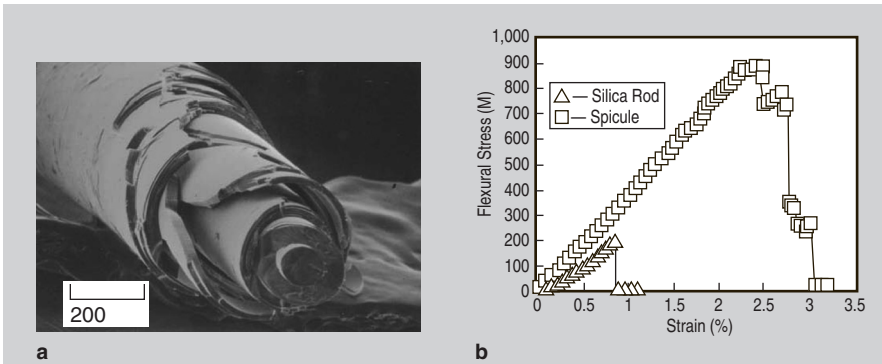 200
a
1,000
900
800
700
600
500
400
300
200
100
0
Flexural Stress (M)
— Silica Rod
— Spicule
0 0.5 1 1.5 2 2.5 3 3.5
Strain (%)
b